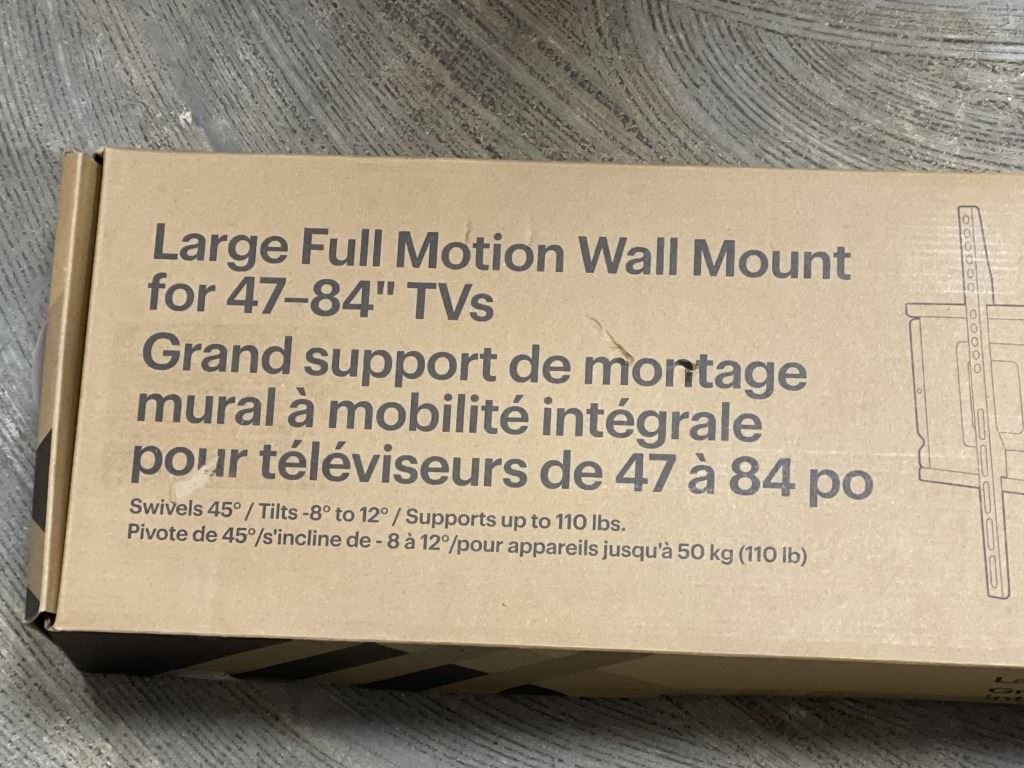 Large Full Motion Wall Mount
for 47–84" TVs
Grand support de montage
mural à mobilité intégrale
pour téléviseurs de 47 à 84 po
Swivels 45° / Tilts -8° to 12° / Supports up to 110 lbs.
Pivote de 45°/s'incline de - 8 à 12°/pour appareils jusqu'à 50 kg (110 lb)